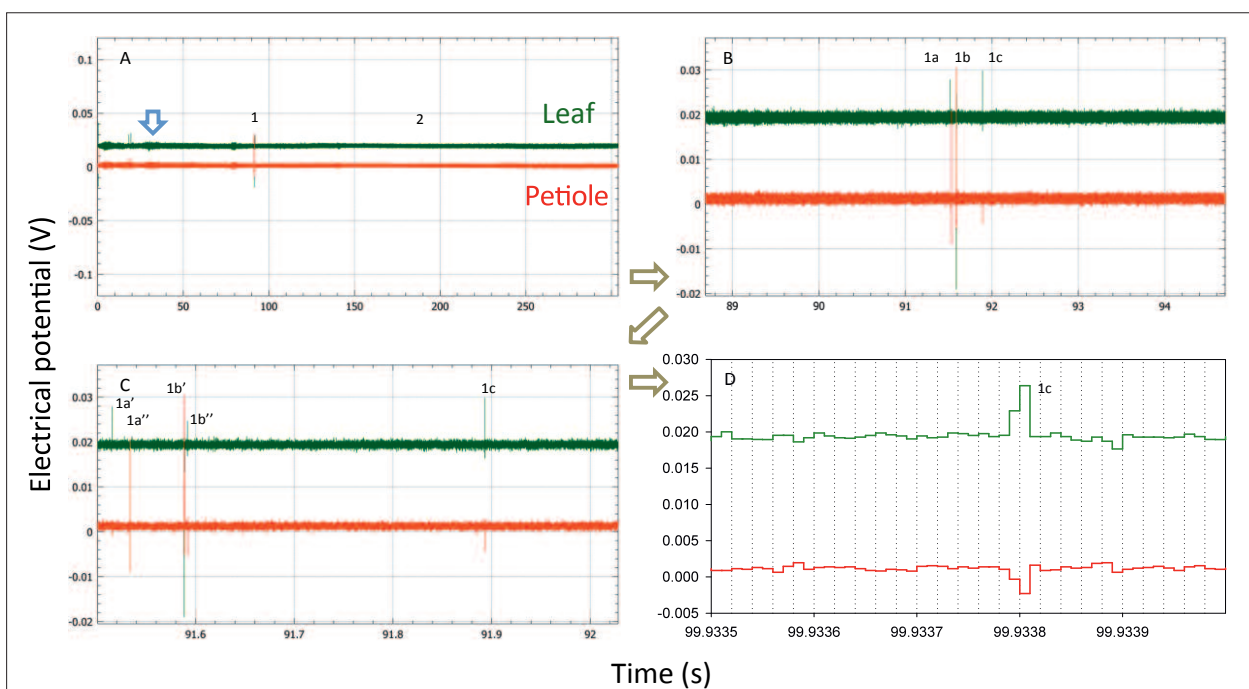 Electrical potential (V)
A
0.1
0.05
0
-0.05
-0.1
1
2
Leaf
Petiole
0 50 100 150 200 250
B
1a 1b 1c
0.03
0.02
0.01
0
-0.01
-0.02
89 90 91 92 93 94
C
1a’
1a’’
1b’
1b’’
1c
0.03
0.02
0.01
0
-0.01
-0.02
91.6 91.7 91.8 91.9 92
D
1c
0.030
0.025
0.020
0.015
0.010
0.005
0.000
-0.005
99.9335 99.9336 99.9337 99.9338 99.9339
Time (s)